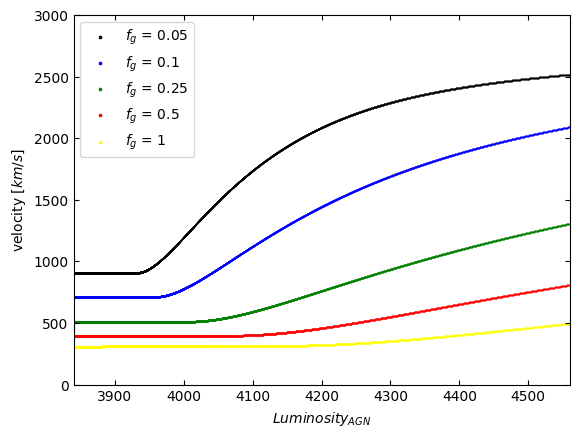 3000
2500
2000
1500
1000
500
0
velocity [km/s]
f_g = 0.05
f_g = 0.1
f_g = 0.25
f_g = 0.5
f_g = 1
3900 4000 4100 4200 4300 4400 4500
Luminosity_AGN